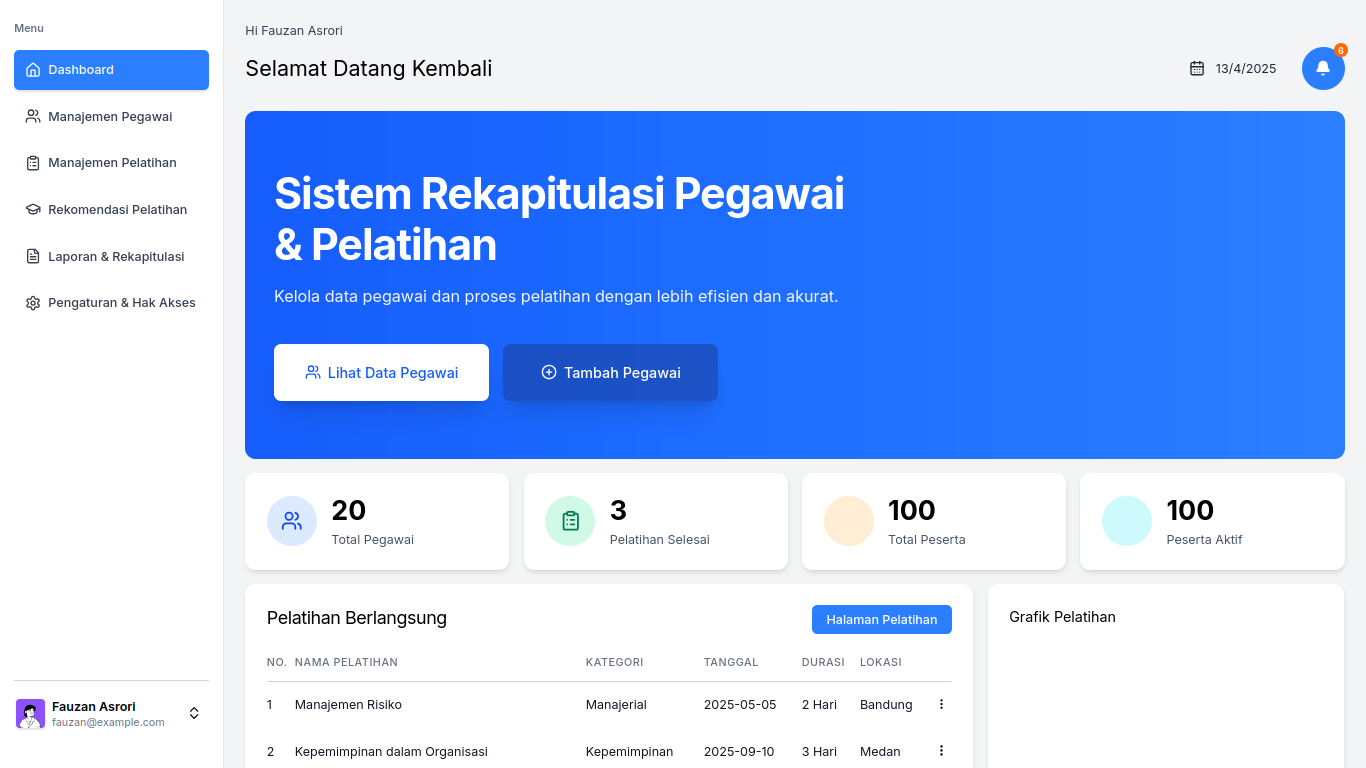 Menu
Dashboard
Manajemen Pegawai
Manajemen Pelatihan
Rekomendasi Pelatihan
Laporan & Rekapitulasi
Pengaturan & Hak Akses
Fauzan Asrori
fauzan@example.com
Hi Fauzan Asrori
Selamat Datang Kembali
13/4/2025
6
Sistem Rekapitulasi Pegawai
& Pelatihan
Kelola data pegawai dan proses pelatihan dengan lebih efisien dan akurat.
Lihat Data Pegawai
Tambah Pegawai
20
Total Pegawai
3
Pelatihan Selesai
100
Total Peserta
100
Peserta Aktif
Pelatihan Berlangsung
Halaman Pelatihan
NO. NAMA PELATIHAN KATEGORI TANGGAL DURASI LOKASI
1 Manajemen Risiko Manajerial 2025-05-05 2 Hari Bandung
2 Kepemimpinan dalam Organisasi Kepemimpinan 2025-09-10 3 Hari Medan
Grafik Pelatihan